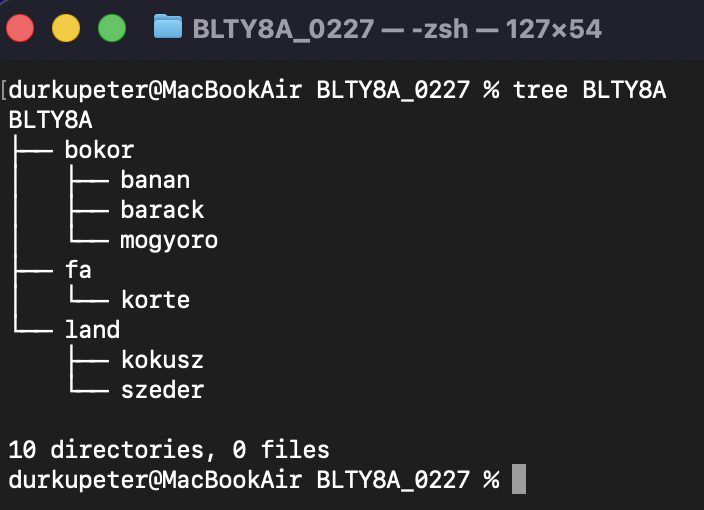 BLTY8A_0227 — -zsh — 127×54
[durkupeter@MacBookAir BLTY8A_0227 % tree BLTY8A
BLTY8A
├── bokor
│   ├── banan
│   ├── barack
│   └── mogyoro
├── fa
│   └── korte
└── land
    ├── kokusz
    └── szeder

10 directories, 0 files
durkupeter@MacBookAir BLTY8A_0227 %